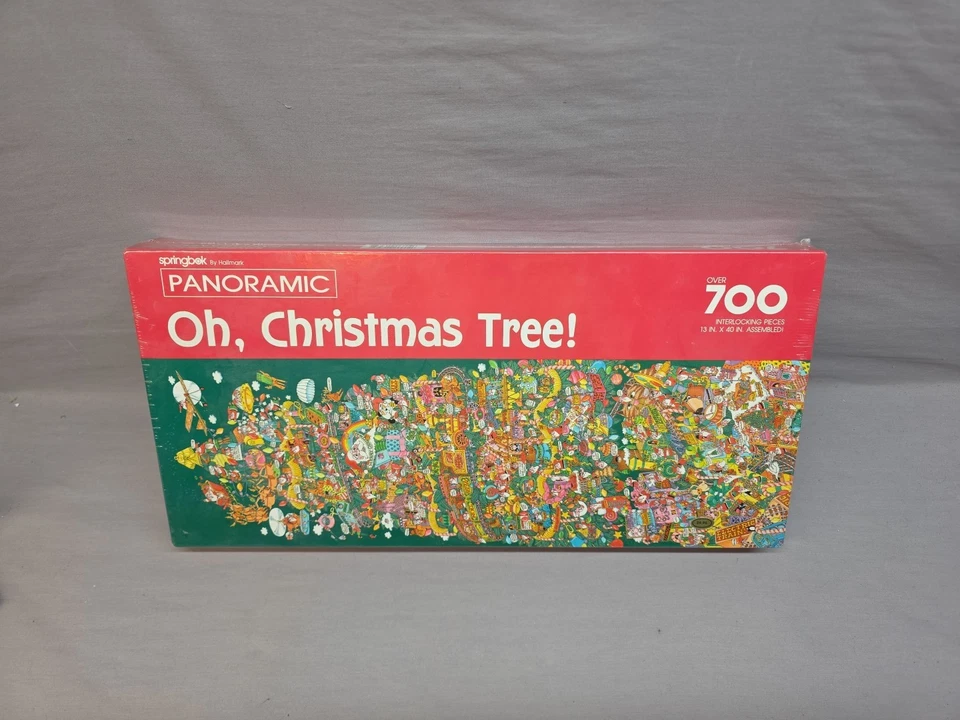 springbok By Hallmark
PANORAMIC
Oh, Christmas Tree!
OVER
700
INTERLOCKING PIECES
13 IN. X 40 IN. ASSEMBLED!